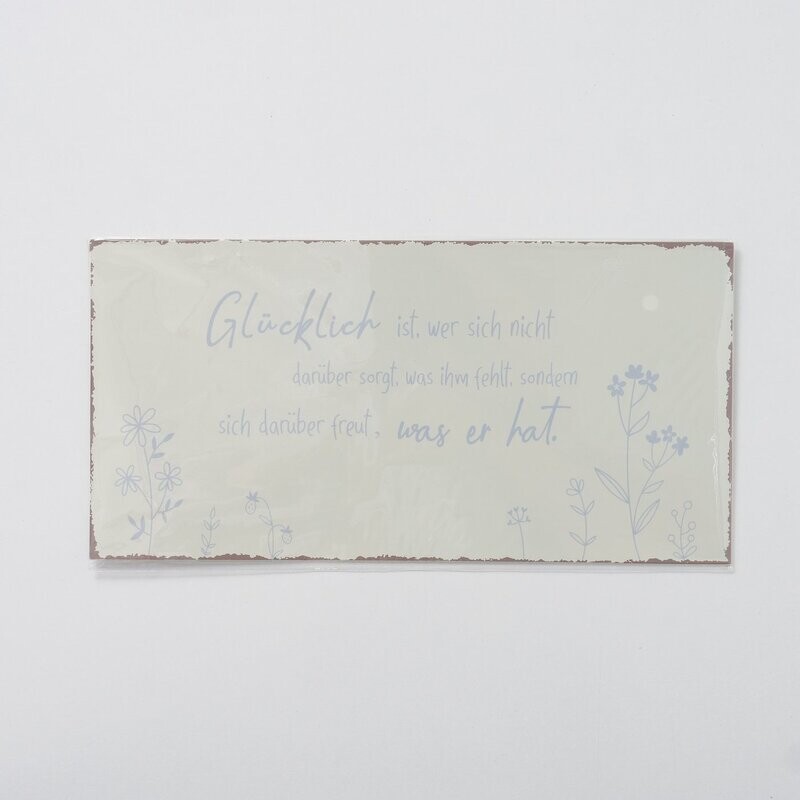 Glücklich ist, wer sich nicht
darüber sorgt, was ihm fehlt, sondern
sich darüber freut, was er hat.